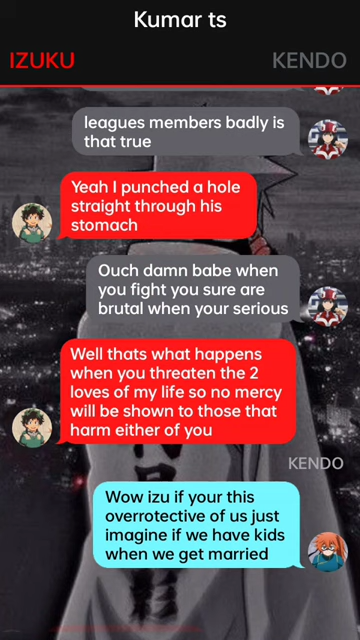 Kumar ts
IZUKU
KENDO
leagues members badly is
that true
Yeah I punched a hole
straight through his
stomach
Ouch damn babe when
you fight you sure are
brutal when your serious
Well thats what happens
when you threaten the 2
loves of my life so no mercy
will be shown to those that
harm either of you
KENDO
Wow izu if your this
overrotective of us just
imagine if we have kids
when we get married